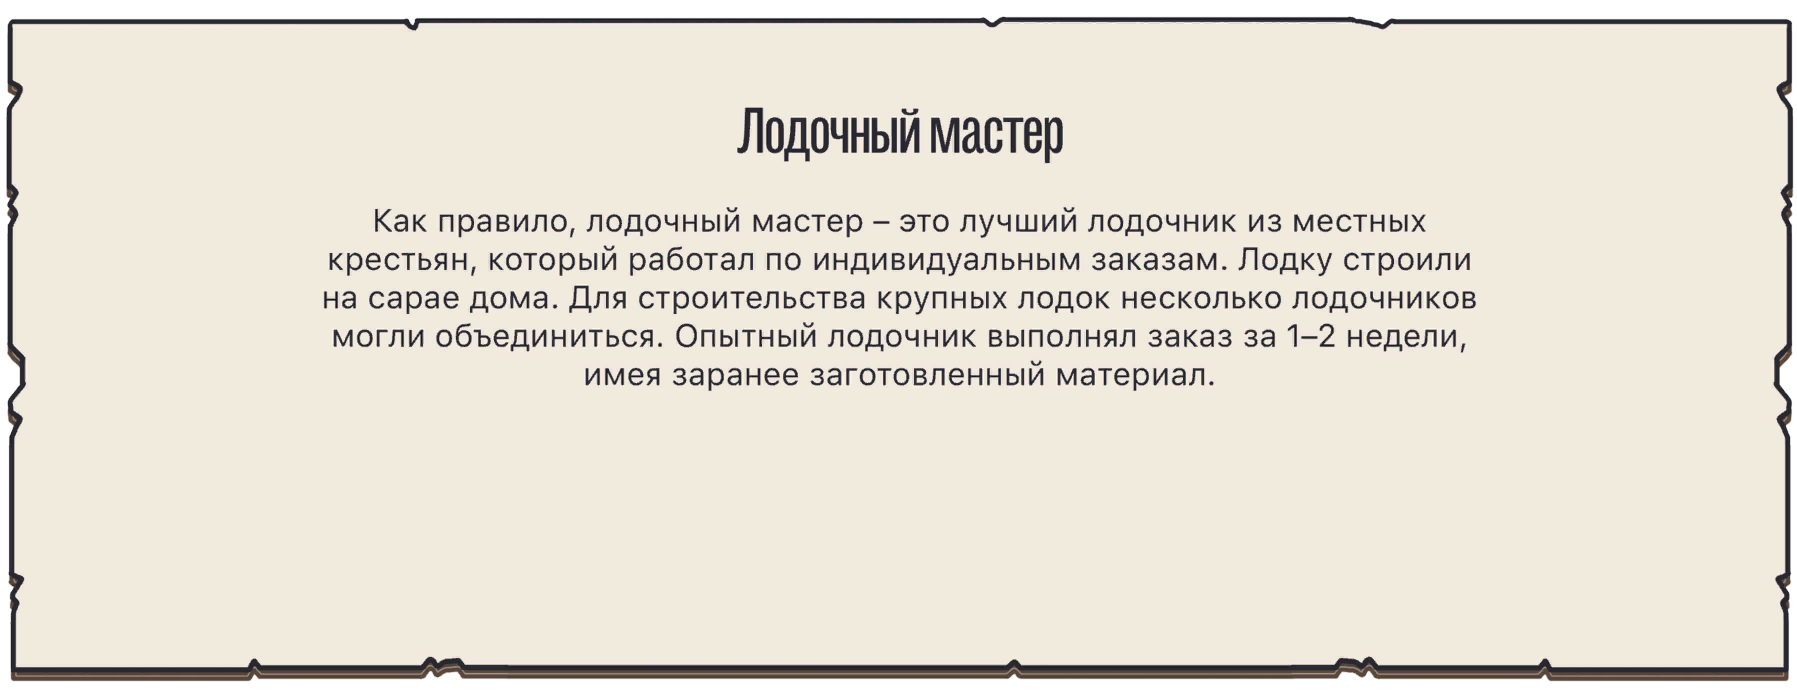 Лодочный мастер
Как правило, лодочный мастер – это лучший лодочник из местных
крестьян, который работал по индивидуальным заказам. Лодку строили
на сарае дома. Для строительства крупных лодок несколько лодочников
могли объединиться. Опытный лодочник выполнял заказ за 1–2 недели,
имея заранее заготовленный материал.